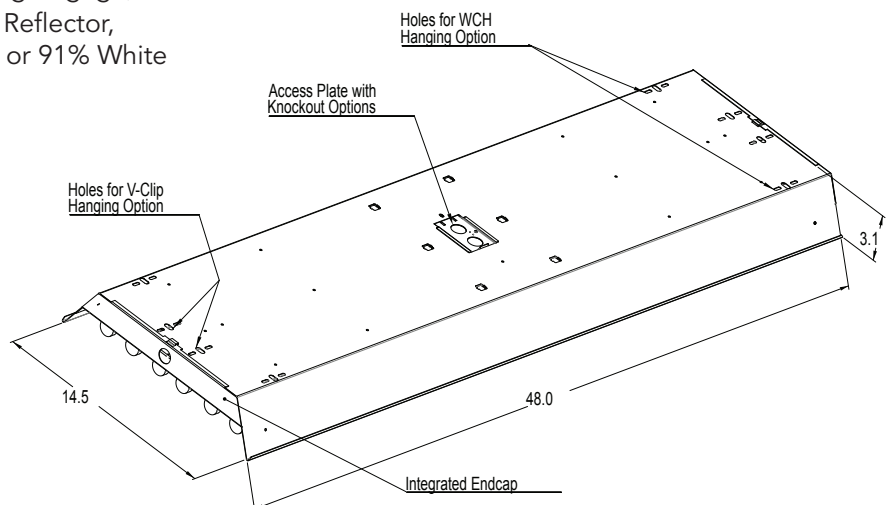 Reflector,
or 91% White
Holes for WCH
Hanging Option
Access Plate with
Knockout Options
Holes for V-Clip
Hanging Option
3.1
14.5
48.0
Integrated Endcap